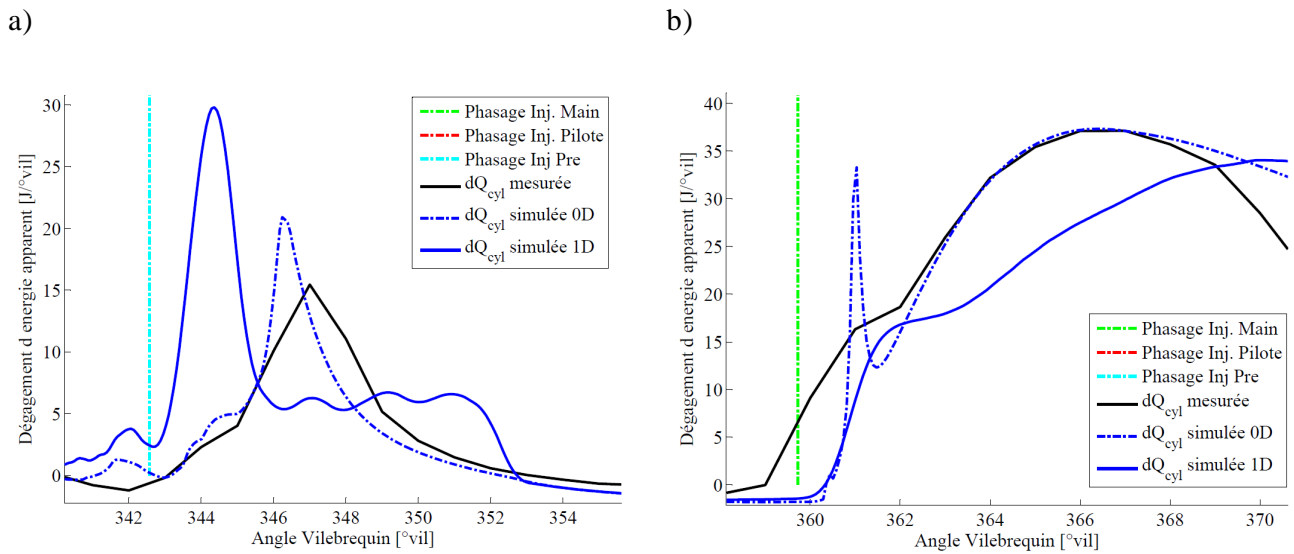 a)
b)
Dégagement d energie apparent [J/°vil]
30
25
20
15
10
5
0
342
344
346
348
350
352
354
Angle Vilebrequin [°vil]
Phasage Inj. Main
Phasage Inj. Pilote
Phasage Inj Pre
dQcyl mesurée
dQcyl simulée 0D
dQcyl simulée 1D
Dégagement d energie apparent [J/°vil]
40
35
30
25
20
15
10
5
0
360
362
364
366
368
370
Angle Vilebrequin [°vil]
Phasage Inj. Main
Phasage Inj. Pilote
Phasage Inj Pre
dQcyl mesurée
dQcyl simulée 0D
dQcyl simulée 1D